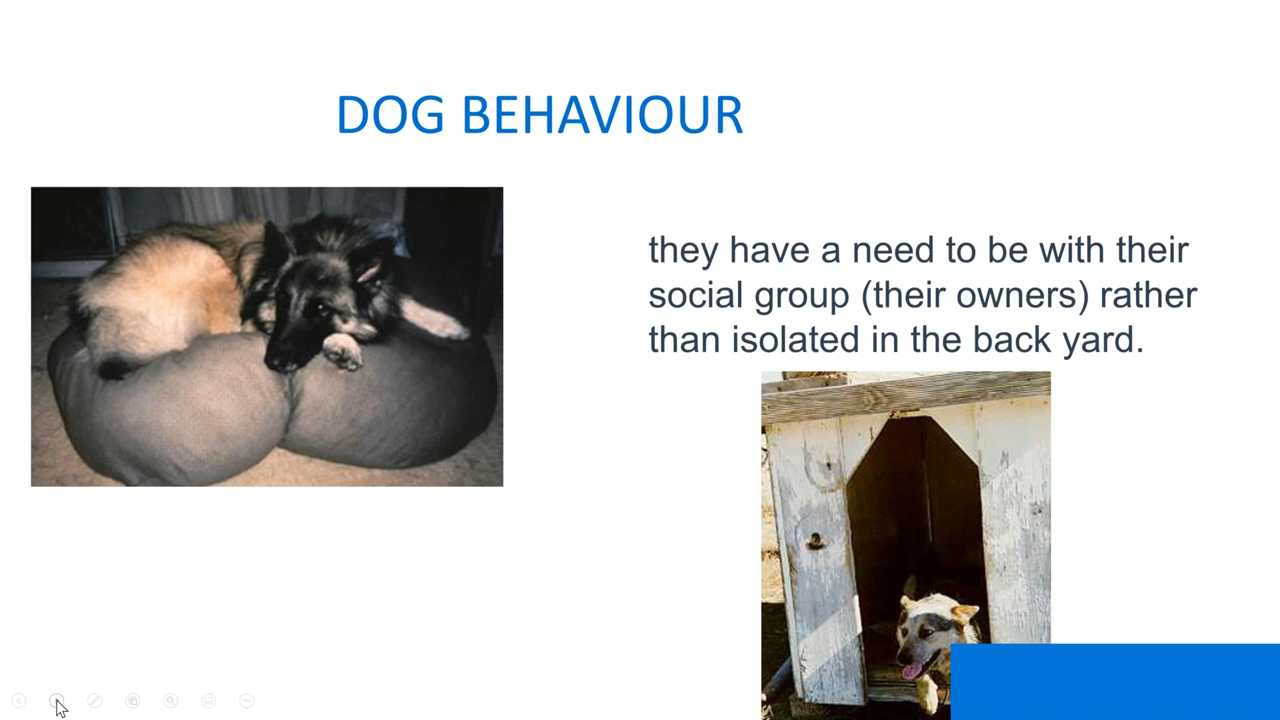 DOG BEHAVIOUR
they have a need to be with their
social group (their owners) rather
than isolated in the back yard.